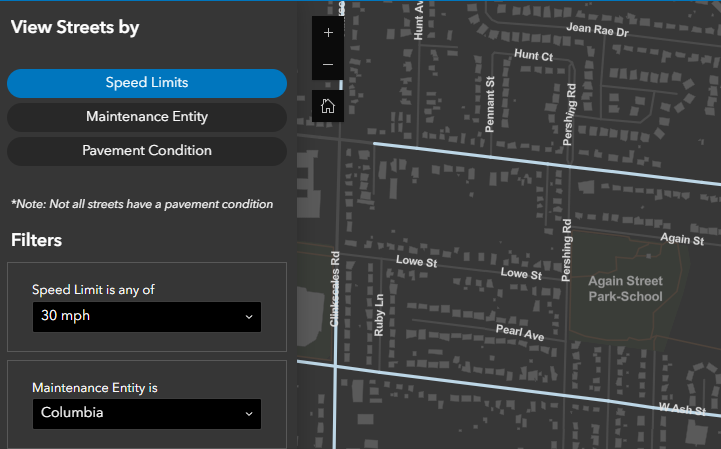 View Streets by
Speed Limits
Maintenance Entity
Pavement Condition
*Note: Not all streets have a pavement condition
Filters
Speed Limit is any of
30 mph
Maintenance Entity is
Columbia
+
−
Hunt Av
Jean Rae Dr
Hunt Ct
Pennant St
Pershing Rd
Pershing Rd
Again St
Clinkscales Rd
Lowe St
Lowe St
Again Street
Park-School
Ruby Ln
Pearl Ave
W Ash St